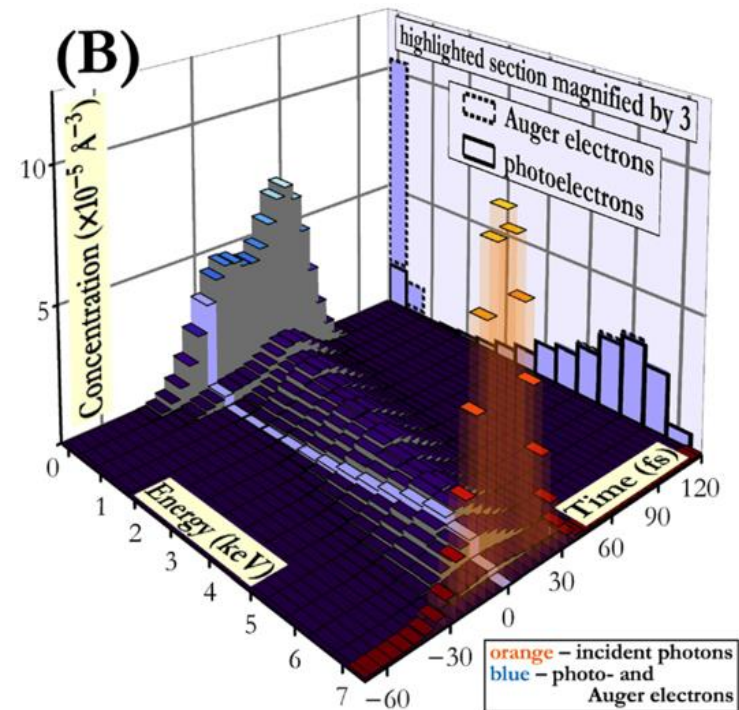 (B)
highlighted section magnified by 3
Auger electrons
photoelectrons
Concentration (×10⁻⁵ Å⁻³)
10
5
0
1
2
3
4
5
6
7
Energy (keV)
−60
−30
0
30
60
90
120
Time (fs)
orange – incident photons
blue – photo- and
Auger electrons